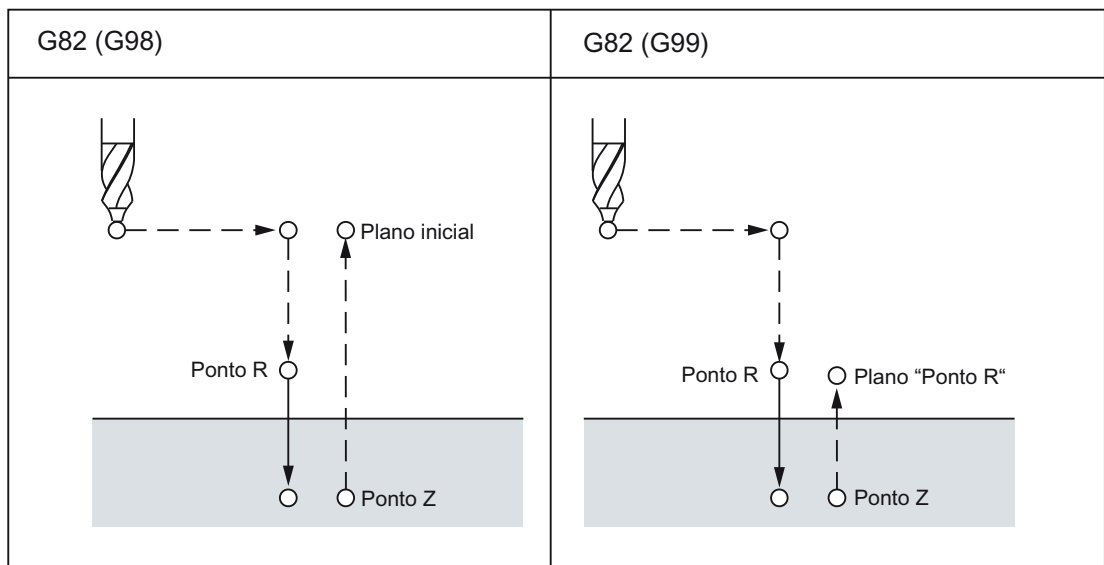 G82 (G98)
G82 (G99)
Plano inicial
Ponto R
Ponto Z
Ponto R
Plano “Ponto R“
Ponto Z